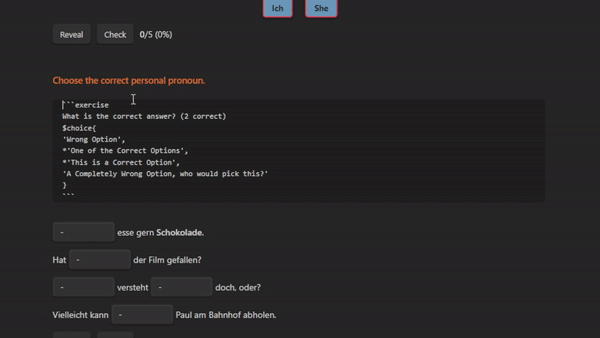 Ich She
Reveal Check 0/5 (0%)
Choose the correct personal pronoun.
```exercise
What is the correct answer? (2 correct)
$choice{
'Wrong Option',
*'One of the Correct Options',
*'This is a Correct Option',
'A Completely Wrong Option, who would pick this?'
}
```
- esse gern Schokolade.
Hat - der Film gefallen?
- versteht - doch, oder?
Vielleicht kann - Paul am Bahnhof abholen.